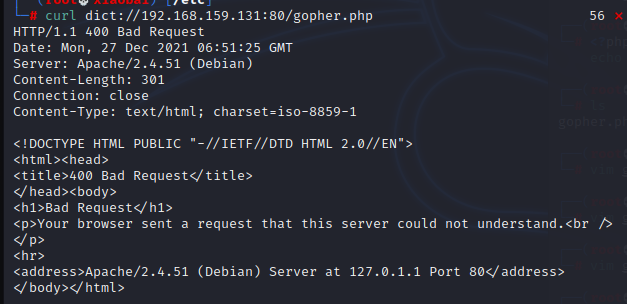 (root xiaobai) [/etc]
# curl dict://192.168.159.131:80/gopher.php 56 ×
HTTP/1.1 400 Bad Request
Date: Mon, 27 Dec 2021 06:51:25 GMT
Server: Apache/2.4.51 (Debian)
Content-Length: 301
Connection: close
Content-Type: text/html; charset=iso-8859-1
<!DOCTYPE HTML PUBLIC "-//IETF//DTD HTML 2.0//EN">
<html><head>
<title>400 Bad Request</title>
</head><body>
<h1>Bad Request</h1>
<p>Your browser sent a request that this server could not understand.<br />
</p>
<hr>
<address>Apache/2.4.51 (Debian) Server at 127.0.1.1 Port 80</address>
</body></html>